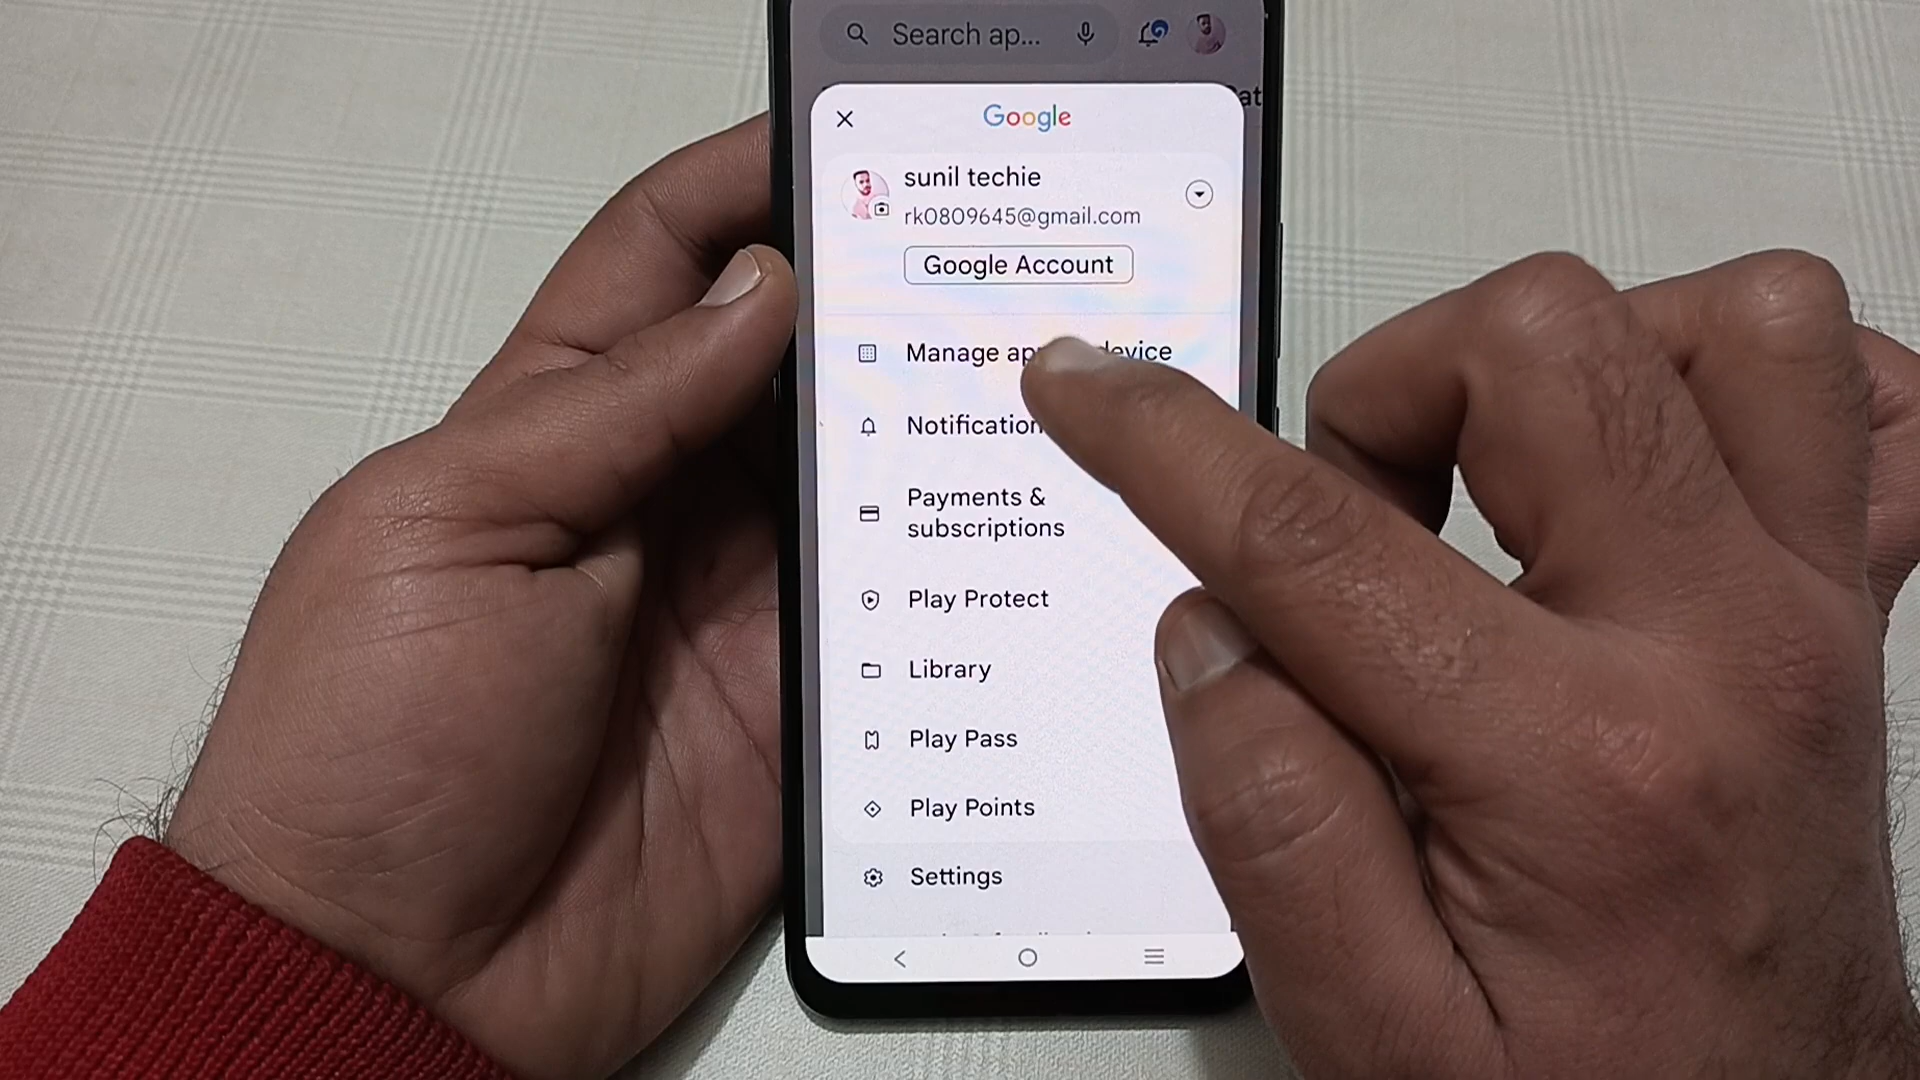 Search ap...
Google
sunil techie
rk0809645@gmail.com
Google Account
Manage device
Notification
Payments &
subscriptions
Play Protect
Library
Play Pass
Play Points
Settings